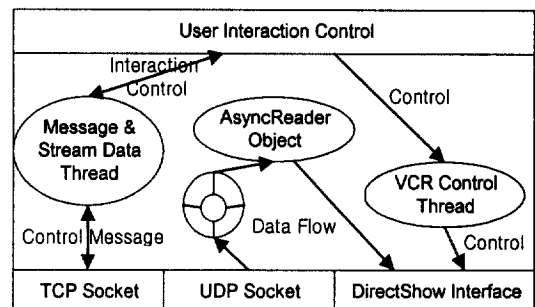 User Interaction Control
Interaction
Control
Control
Message &
Stream Data
Thread
AsyncReader
Object
VCR Control
Thread
Data Flow
Control Message
Control
TCP Socket
UDP Socket
DirectShow Interface